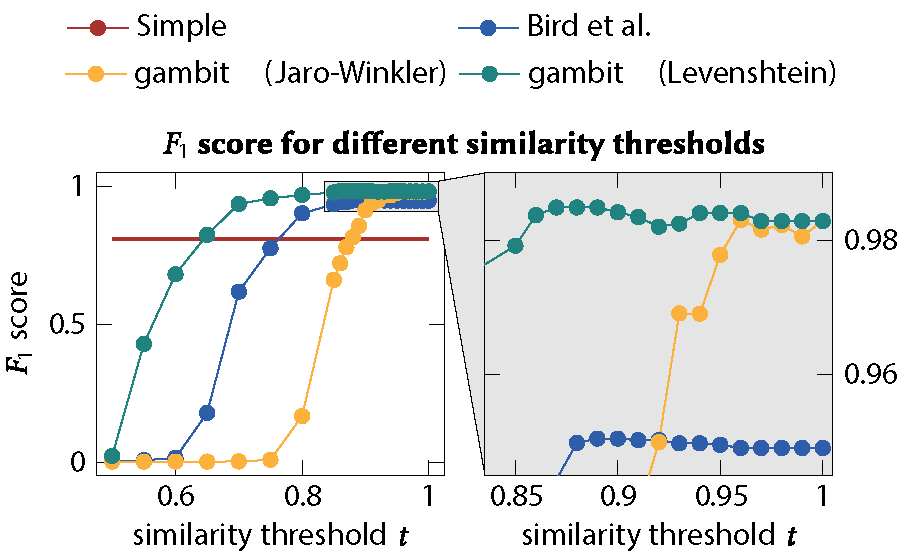 Simple
Bird et al.
gambit (Jaro-Winkler)
gambit (Levenshtein)
F1 score for different similarity thresholds
F1 score
1
0.5
0
0.6
0.8
1
similarity threshold t
0.98
0.96
0.85
0.9
0.95
1
similarity threshold t